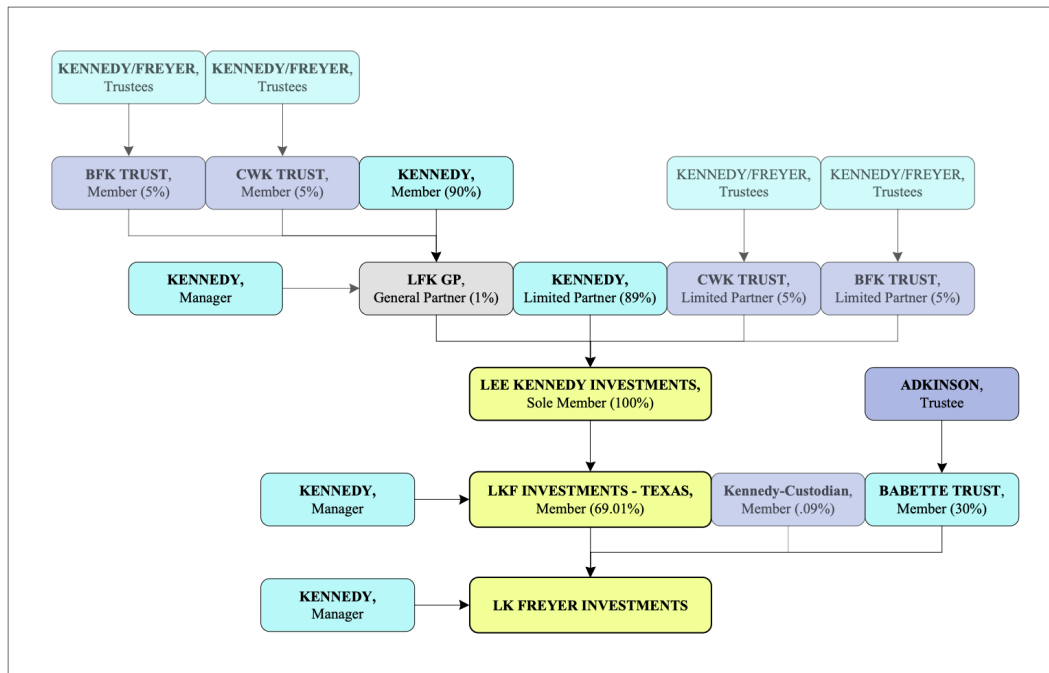 KENNEDY/FREYER,
Trustees
KENNEDY/FREYER,
Trustees
BFK TRUST,
Member (5%)
CWK TRUST,
Member (5%)
KENNEDY,
Member (90%)
KENNEDY/FREYER,
Trustees
KENNEDY/FREYER,
Trustees
KENNEDY,
Manager
LFK GP,
General Partner (1%)
KENNEDY,
Limited Partner (89%)
CWK TRUST,
Limited Partner (5%)
BFK TRUST,
Limited Partner (5%)
LEE KENNEDY INVESTMENTS,
Sole Member (100%)
ADKINSON,
Trustee
KENNEDY,
Manager
LKF INVESTMENTS - TEXAS,
Member (69.01%)
Kennedy-Custodian,
Member (.09%)
BABETTE TRUST,
Member (30%)
KENNEDY,
Manager
LK FREYER INVESTMENTS